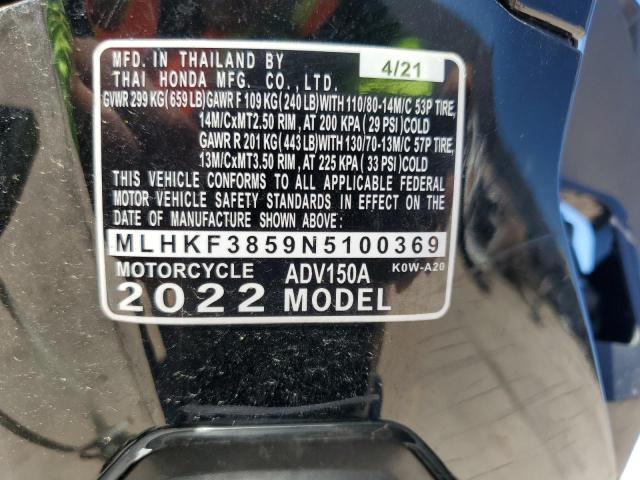 MFD. IN THAILAND BY 4/21
THAI HONDA MFG. CO., LTD.
GVWR 299 KG( 659 LB)GAWR F 109 KG( 240 LB)WITH 110/80-14M/C 53P TIRE,
14M/CxMT2.50 RIM, AT 200 KPA ( 29 PSI)COLD
GAWR R 201 KG( 443 LB)WITH 130/70-13M/C 57P TIRE,
13M/CxMT3.50 RIM, AT 225 KPA ( 33 PSI)COLD
THIS VEHICLE CONFORMS TO ALL APPLICABLE FEDERAL
MOTOR VEHICLE SAFETY STANDARDS IN EFFECT ON THE
DATE OF MANUFACTURE SHOWN ABOVE.
MLHKF3859N5100369
MOTORCYCLE ADV150A K0W-A20
2022 MODEL